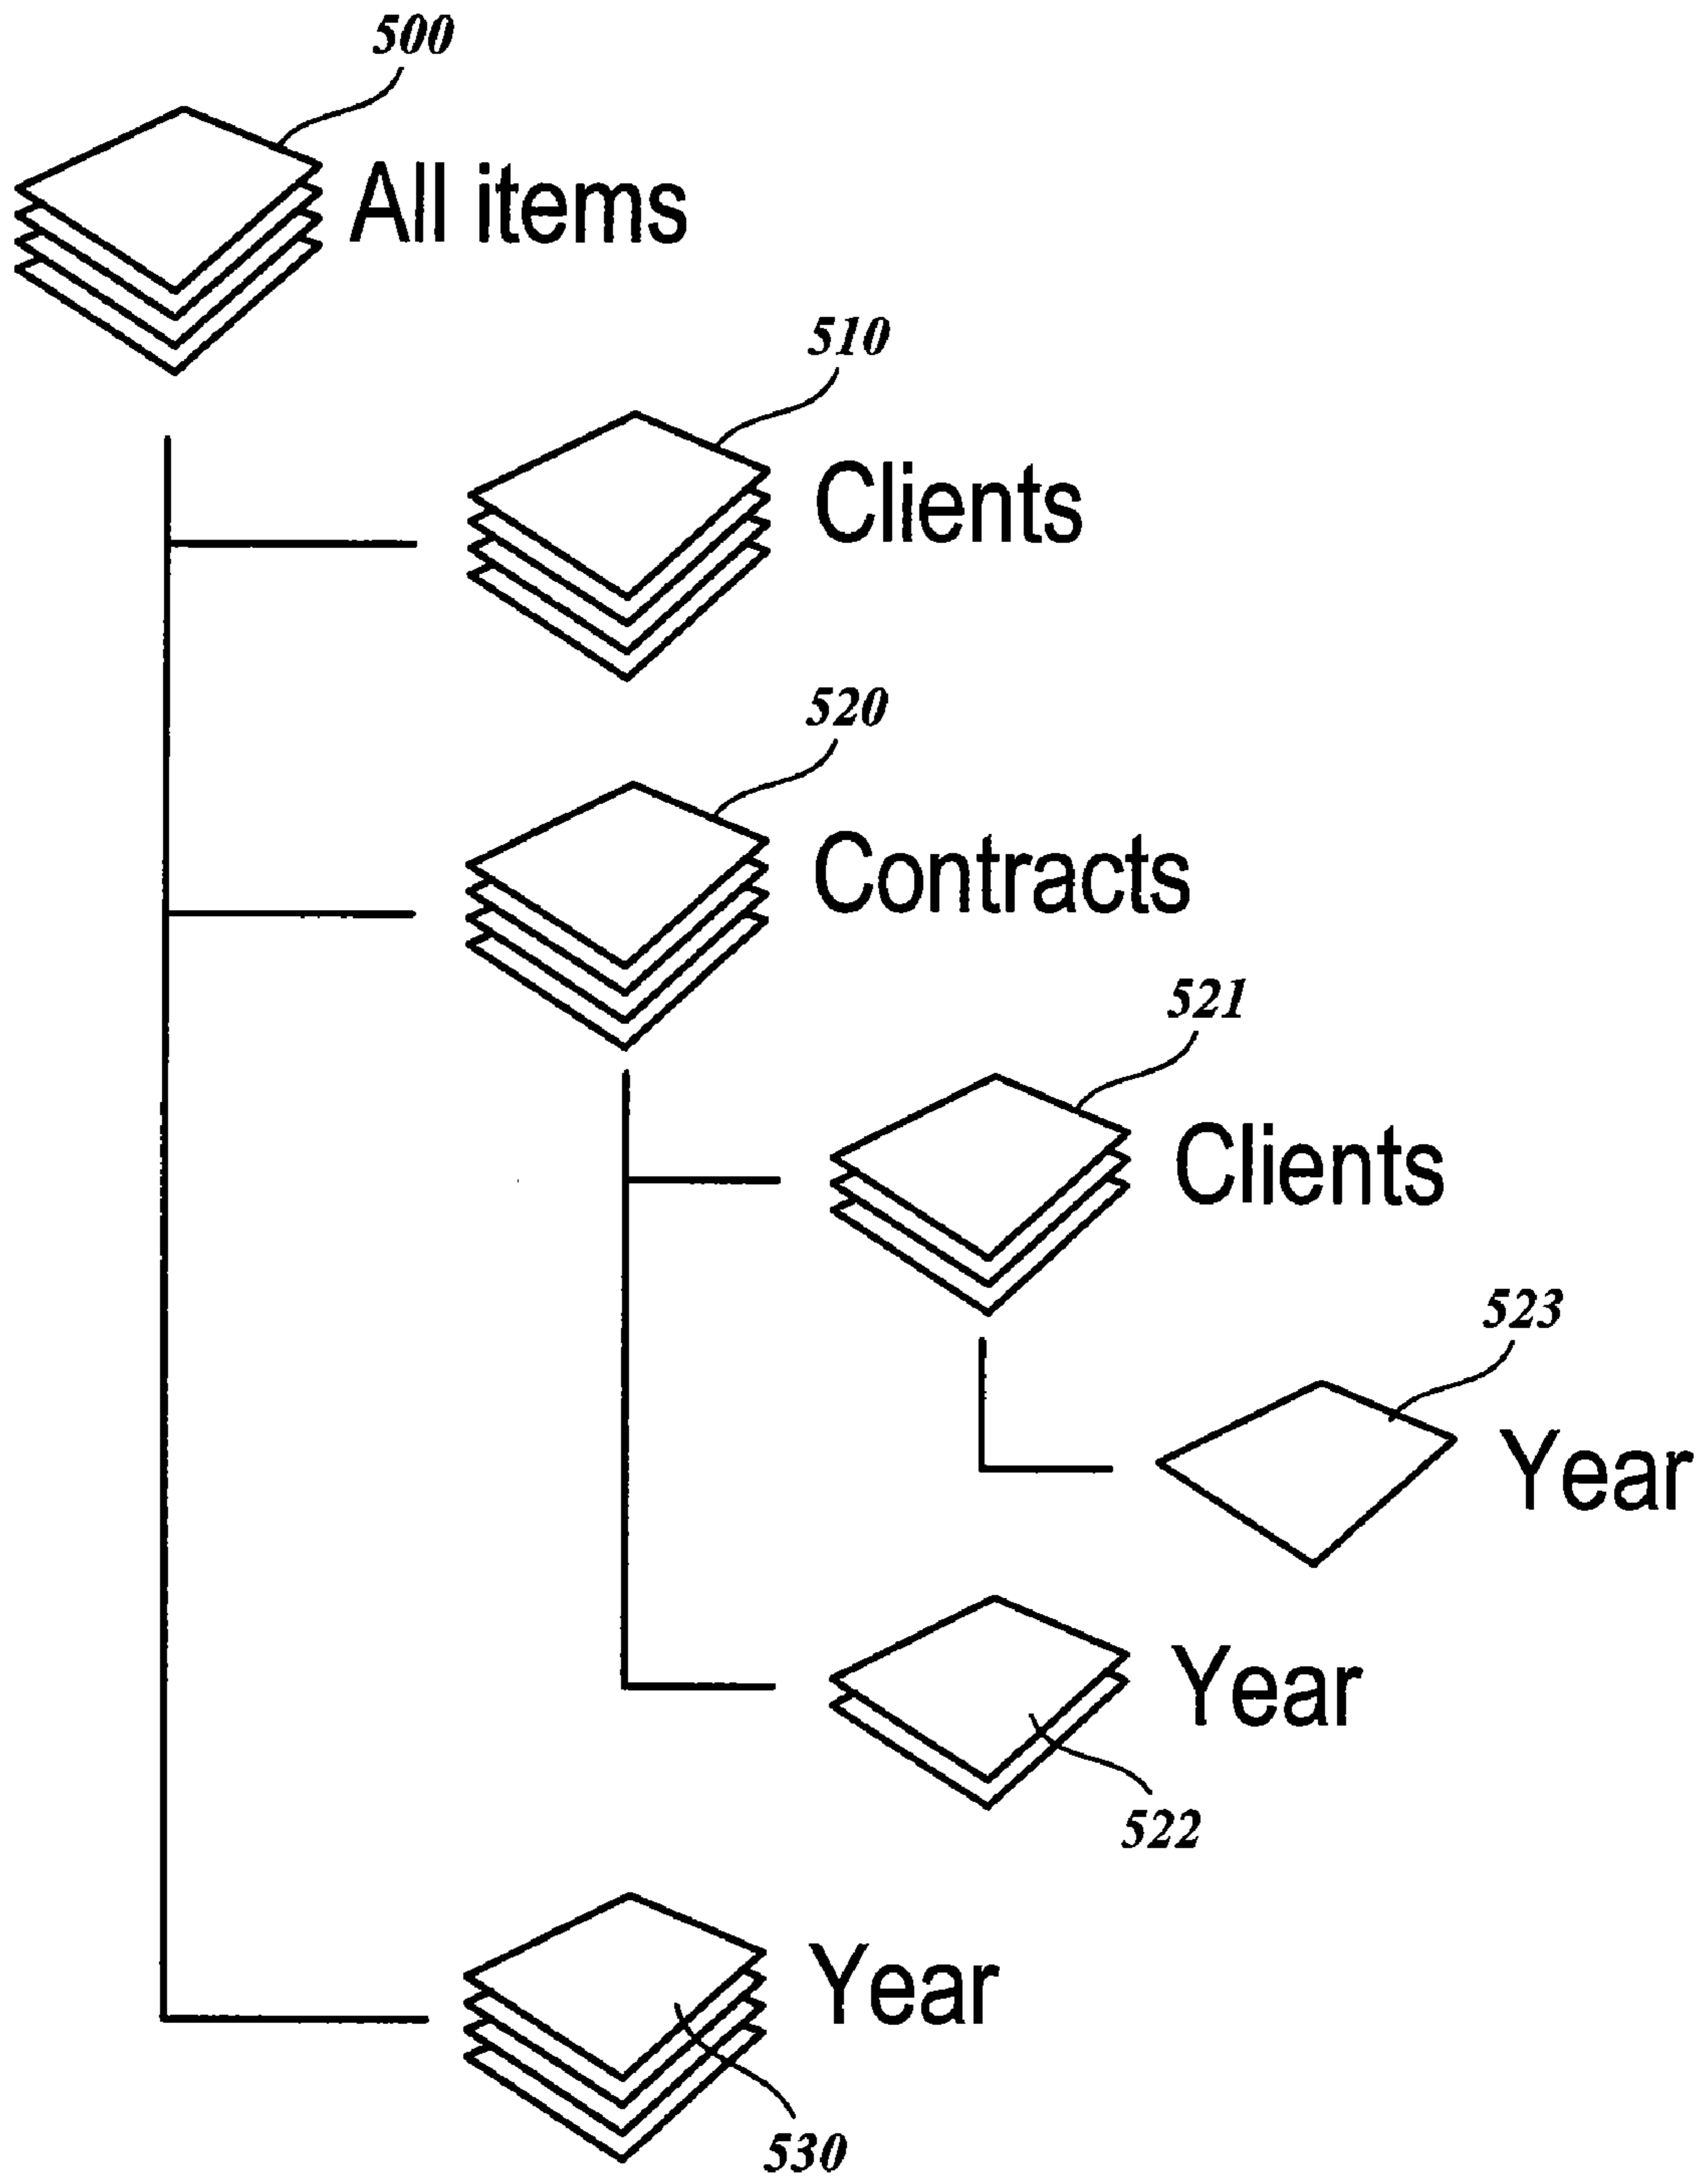 500
All items
510
Clients
520
Contracts
521
Clients
523
Year
Year
522
Year
530